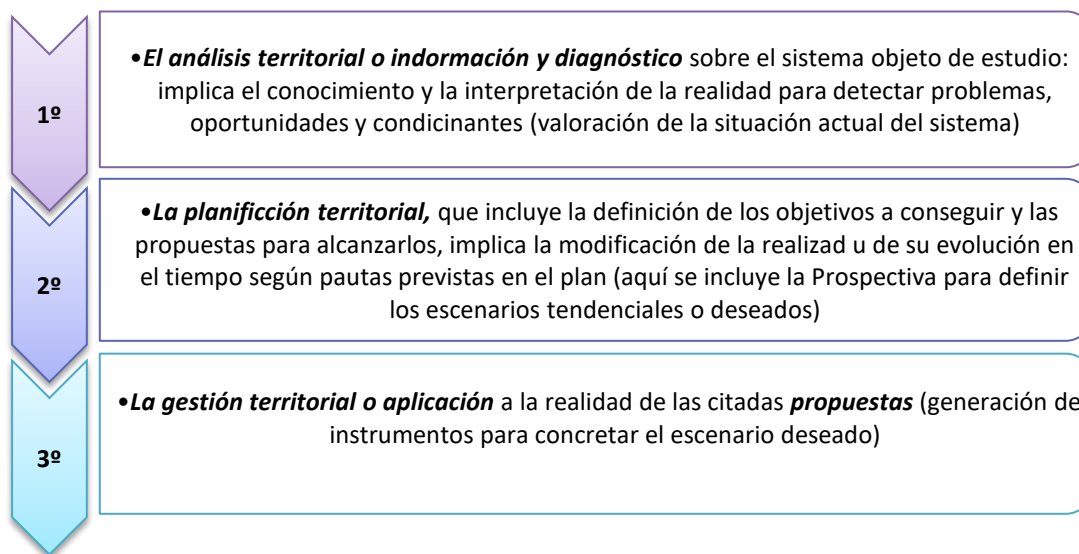 1º
•El análisis territorial o indormación y diagnóstico sobre el sistema objeto de estudio:
implica el conocimiento y la interpretación de la realidad para detectar problemas,
oportunidades y condicinantes (valoración de la situación actual del sistema)
2º
•La planificción territorial, que incluye la definición de los objetivos a conseguir y las
propuestas para alcanzarlos, implica la modificación de la realizad u de su evolución en
el tiempo según pautas previstas en el plan (aquí se incluye la Prospectiva para definir
los escenarios tendenciales o deseados)
3º
•La gestión territorial o aplicación a la realidad de las citadas propuestas (generación de
instrumentos para concretar el escenario deseado)